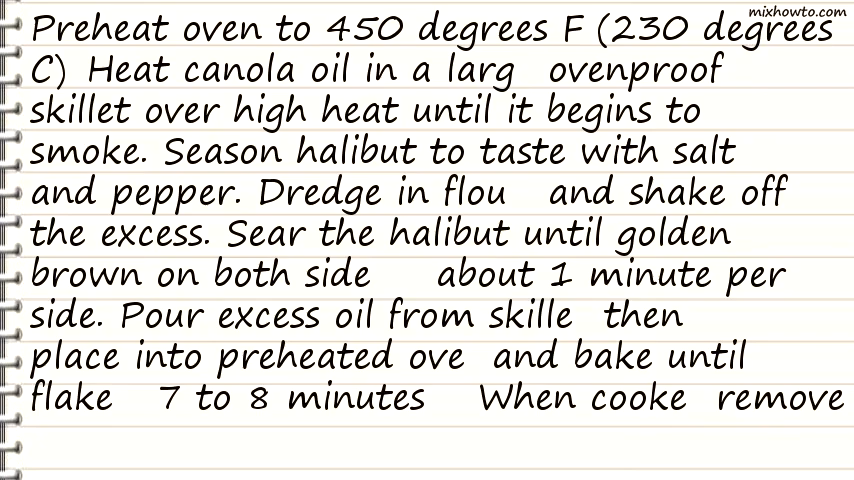 mixhowto.com
Preheat oven to 450 degrees F (230 degrees
C) Heat canola oil in a larg ovenproof
skillet over high heat until it begins to
smoke. Season halibut to taste with salt
and pepper. Dredge in flou and shake off
the excess. Sear the halibut until golden
brown on both side about 1 minute per
side. Pour excess oil from skille then
place into preheated ove and bake until
flake 7 to 8 minutes When cooke remove